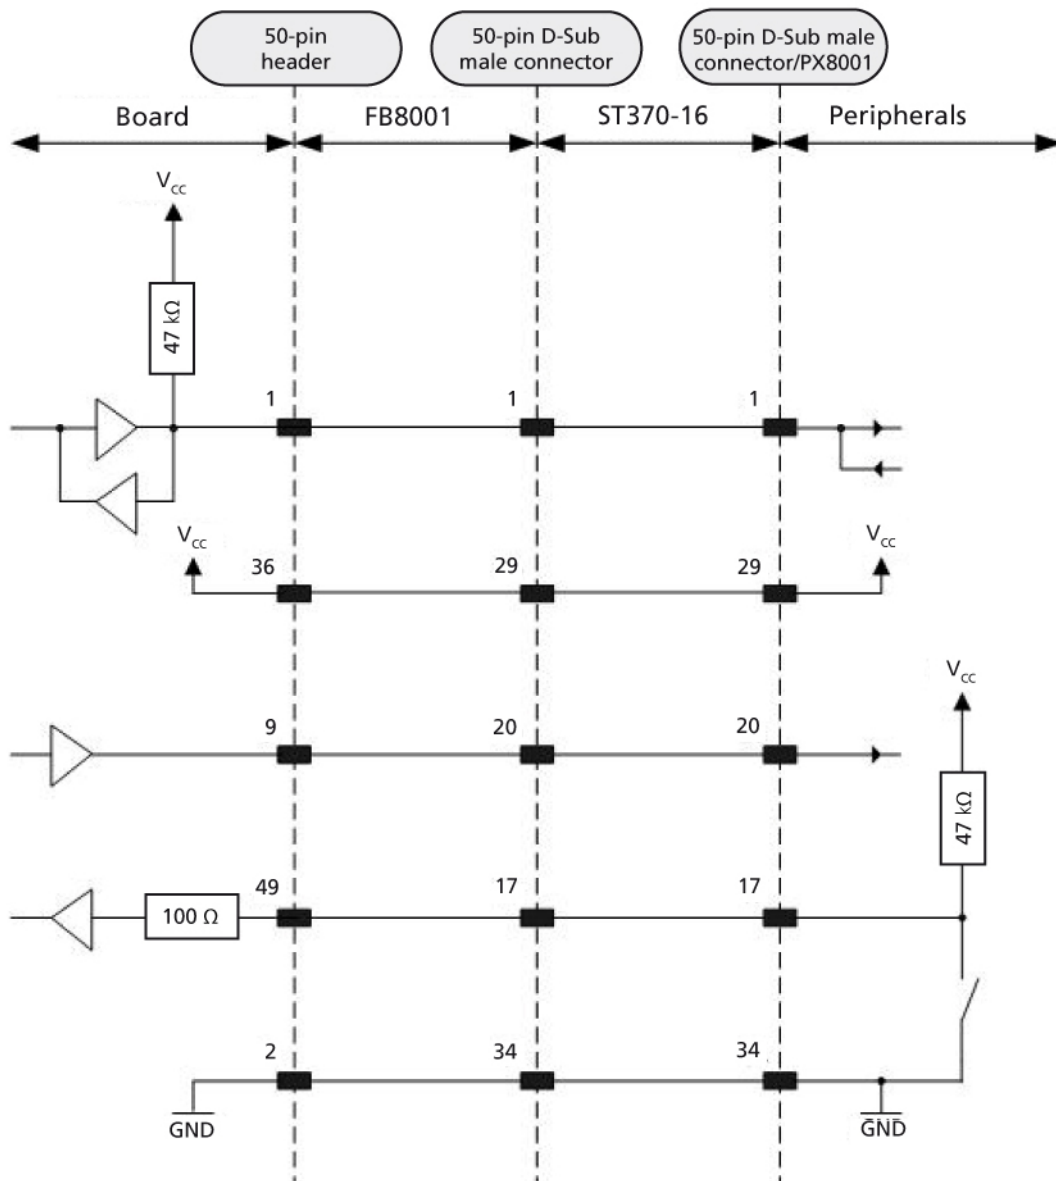 50-pin
header
50-pin D-Sub
male connector
50-pin D-Sub male
connector/PX8001
Board
FB8001
ST370-16
Peripherals
Vcc
47 kΩ
1
1
1
Vcc
36
29
29
Vcc
Vcc
9
20
20
47 kΩ
49
17
17
100 Ω
2
34
34
GND
GND